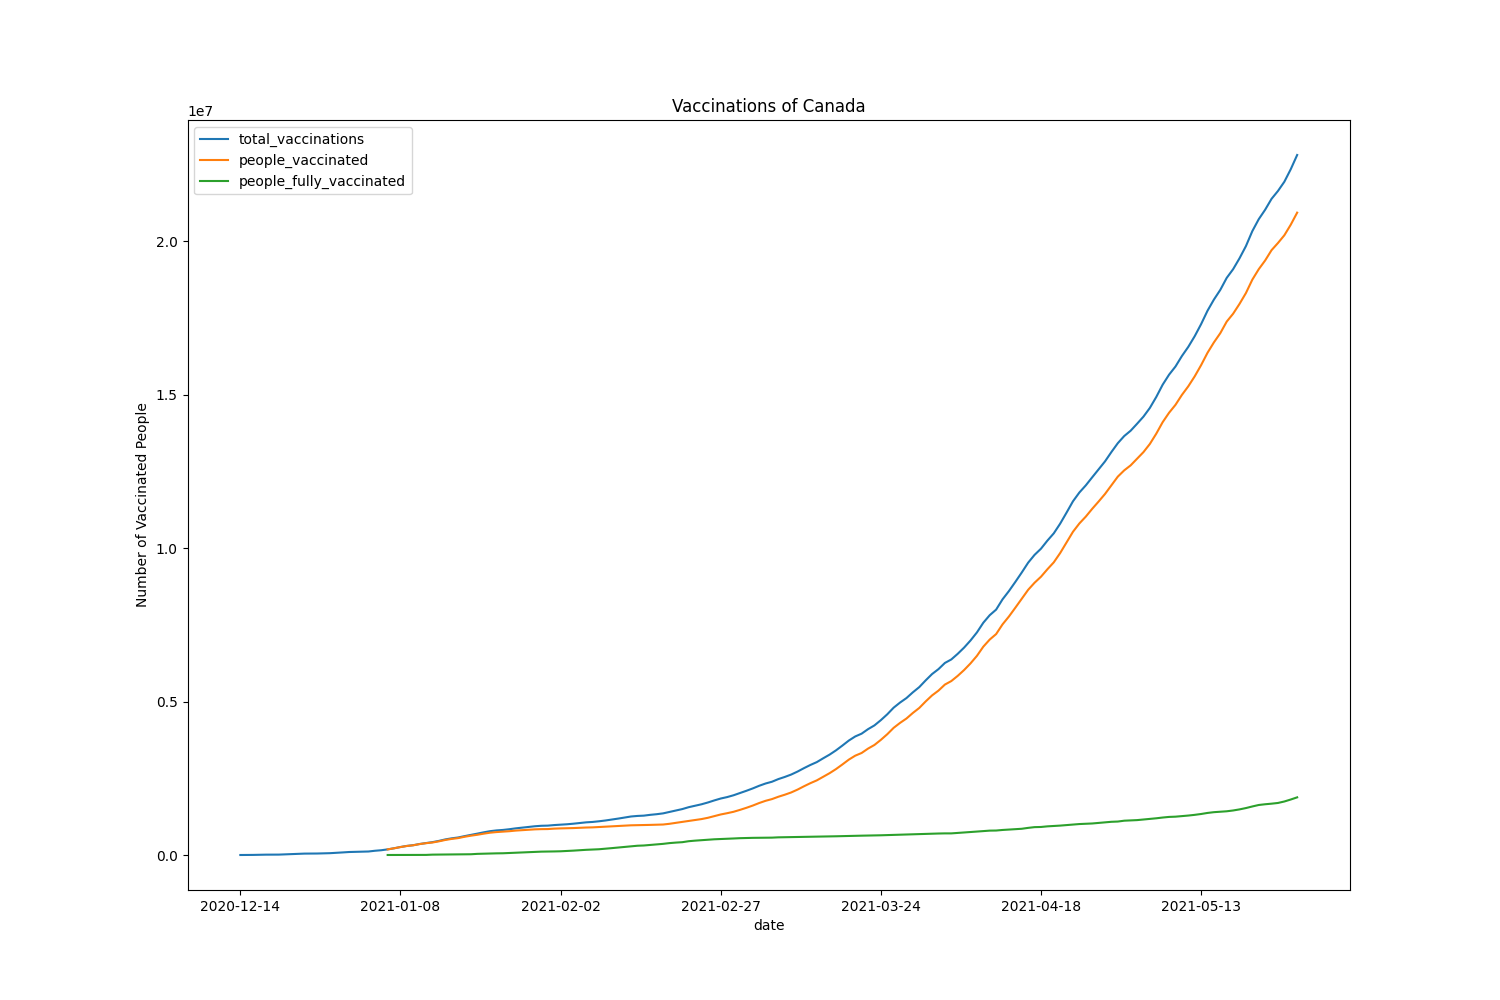 Vaccinations of Canada
1e7
total_vaccinations
people_vaccinated
people_fully_vaccinated
2.0
1.5
1.0
0.5
0.0
Number of Vaccinated People
2020-12-14 2021-01-08 2021-02-02 2021-02-27 2021-03-24 2021-04-18 2021-05-13
date